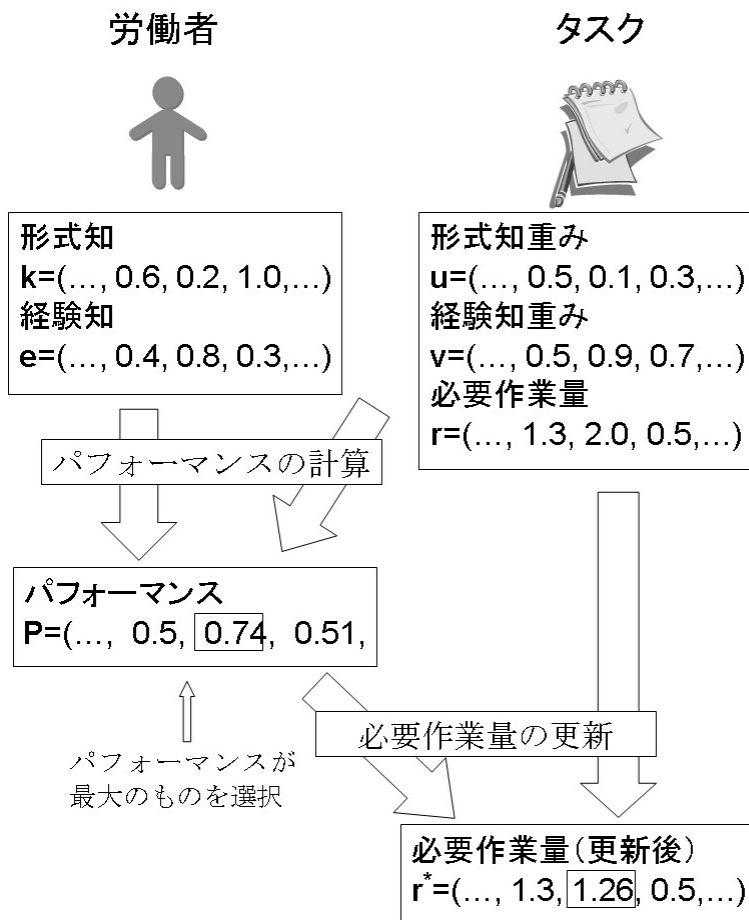 労働者
タスク
形式知
k=(…, 0.6, 0.2, 1.0,…)
経験知
e=(…, 0.4, 0.8, 0.3,…)
形式知重み
u=(…, 0.5, 0.1, 0.3,…)
経験知重み
v=(…, 0.5, 0.9, 0.7,…)
必要作業量
r=(…, 1.3, 2.0, 0.5,…)
パフォーマンスの計算
パフォーマンス
P=(…, 0.5, 0.74, 0.51,
パフォーマンスが
最大のものを選択
必要作業量の更新
必要作業量(更新後)
r*=(…, 1.3, 1.26, 0.5,…)